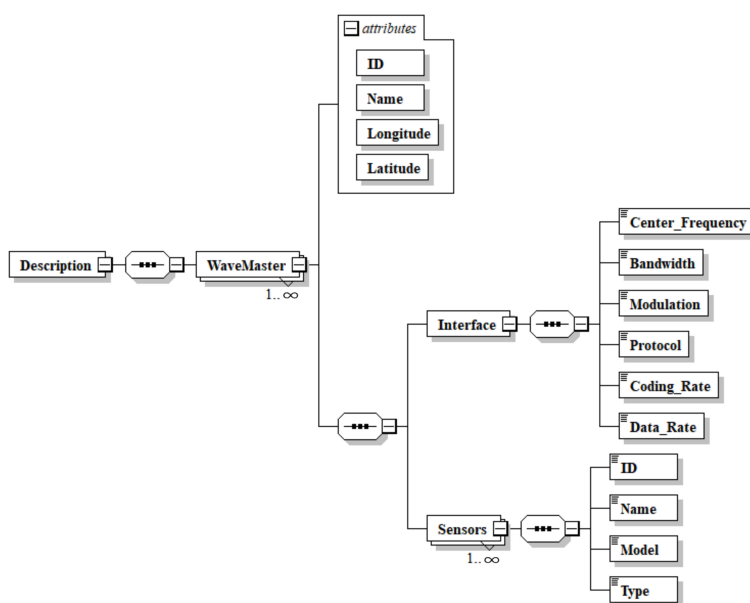 attributes
ID
Name
Longitude
Latitude
Description
WaveMaster
1..∞
Interface
Center_Frequency
Bandwidth
Modulation
Protocol
Coding_Rate
Data_Rate
Sensors
1..∞
ID
Name
Model
Type